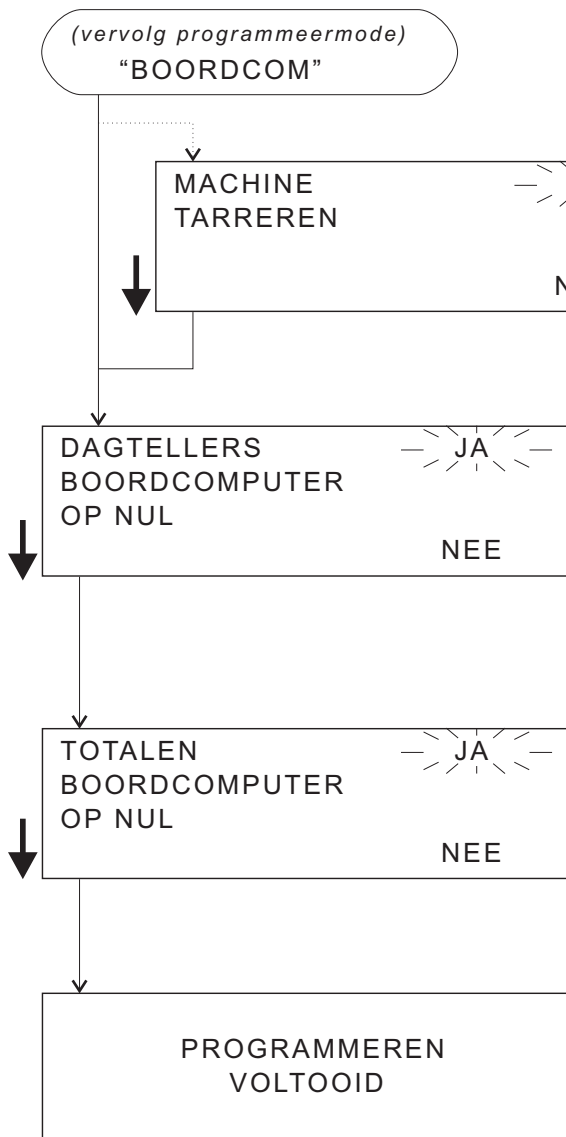 (vervolg programmeermode)
“BOORDCOM”
MACHINE
TARREREN
DAGTELLERS JA
BOORDCOMPUTER
OP NUL
NEE
TOTALEN JA
BOORDCOMPUTER
OP NUL
NEE
PROGRAMMEREN
VOLTOOID